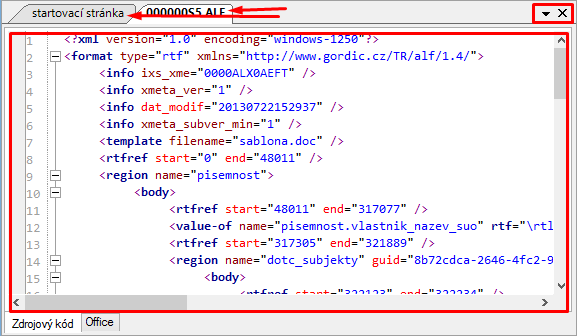 startovací stránka 000000S5.ALF
1 <?xml version="1.0" encoding="windows-1250"?>
2 <format type="rtf" xmlns="http://www.gordic.cz/TR/alf/1.4/">
3 <info ixs_xme="0000ALX0AEFT" />
4 <info xmeta_ver="1" />
5 <info dat_modif="20130722152937" />
6 <info xmeta_subver_min="1" />
7 <template filename="sablona.doc" />
8 <rtfref start="0" end="48011" />
9 <region name="pisemnost">
10 <body>
11 <rtfref start="48011" end="317077" />
12 <value-of name="pisemnost.vlastnik_nazev_suo" rtf="\rtl
13 <rtfref start="317305" end="321889" />
14 <region name="dotc_subjekty" guid="8b72cdca-2646-4fc2-9
15 <body>
16 <rtfref start="322123" end="322234" />
Zdrojový kód Office